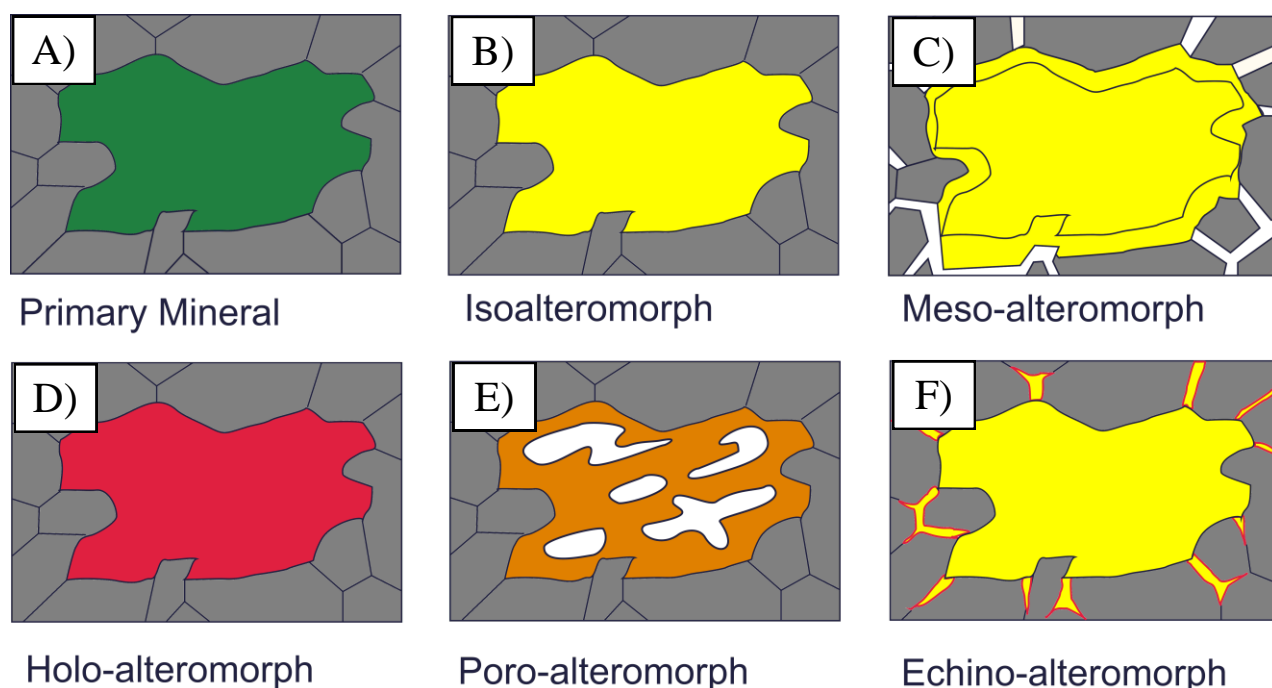 A)
B)
C)
Primary Mineral
Isoalteromorph
Meso-alteromorph
D)
E)
F)
Holo-alteromorph
Poro-alteromorph
Echino-alteromorph